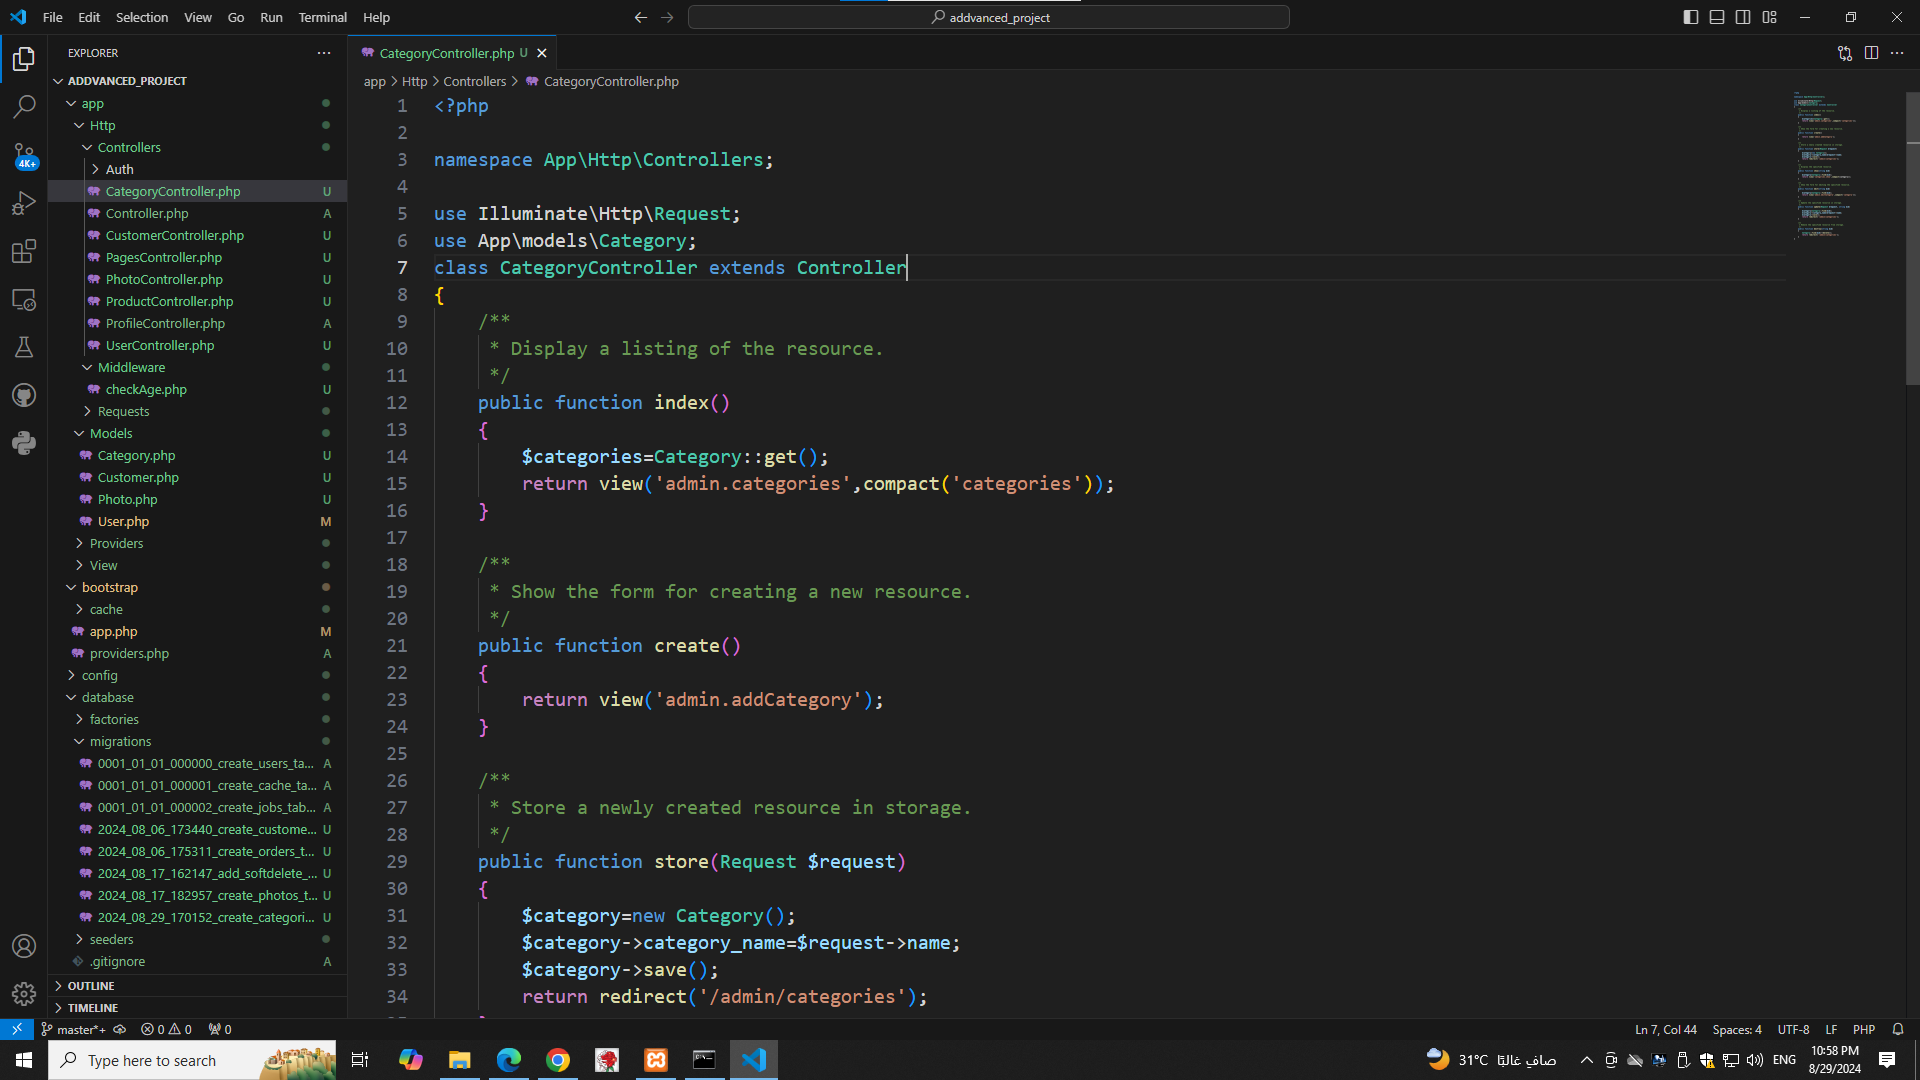 File Edit Selection View Go Run Terminal Help
addvanced_project
EXPLORER
ADDVANCED_PROJECT
app
Http
Controllers
Auth
CategoryController.php U
Controller.php A
CustomerController.php U
PagesController.php U
PhotoController.php U
ProductController.php U
ProfileController.php A
UserController.php U
Middleware
checkAge.php U
Requests
Models
Category.php U
Customer.php U
Photo.php U
User.php M
Providers
View
bootstrap
cache
app.php M
providers.php A
config
database
factories
migrations
0001_01_01_000000_create_users_ta... A
0001_01_01_000001_create_cache_ta... A
0001_01_01_000002_create_jobs_tab... A
2024_08_06_173440_create_custome... U
2024_08_06_175311_create_orders_t... U
2024_08_17_162147_add_softdelete_... U
2024_08_17_182957_create_photos_t... U
2024_08_29_170152_create_categori... U
seeders
.gitignore A
OUTLINE
TIMELINE
4K+
CategoryController.php U
app > Http > Controllers > CategoryController.php
1 <?php
2
3 namespace App\Http\Controllers;
4
5 use Illuminate\Http\Request;
6 use App\models\Category;
7 class CategoryController extends Controller
8 {
9 /**
10 * Display a listing of the resource.
11 */
12 public function index()
13 {
14 $categories=Category::get();
15 return view('admin.categories',compact('categories'));
16 }
17
18 /**
19 * Show the form for creating a new resource.
20 */
21 public function create()
22 {
23 return view('admin.addCategory');
24 }
25
26 /**
27 * Store a newly created resource in storage.
28 */
29 public function store(Request $request)
30 {
31 $category=new Category();
32 $category->category_name=$request->name;
33 $category->save();
34 return redirect('/admin/categories');
master*+ 0 0 0
Ln 7, Col 44 Spaces: 4 UTF-8 LF PHP
Type here to search
31°C صاف غالبًا
ENG
10:58 PM
8/29/2024